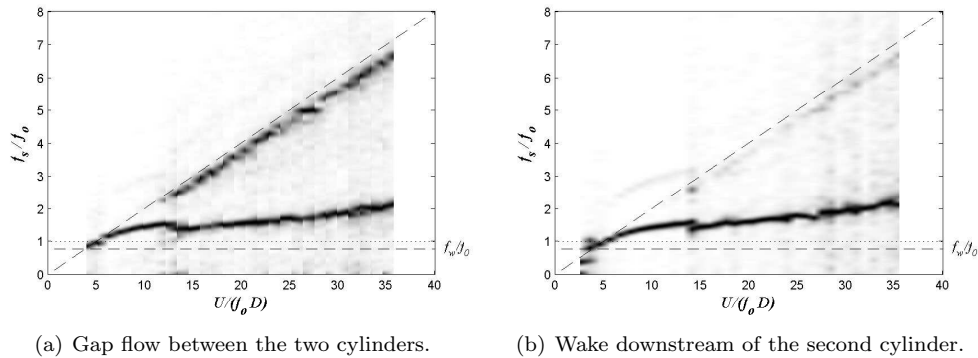 8
7
6
5
4
3
2
1
0
f_s/f_o
0 5 10 15 20 25 30 35 40
U/(f_o D)
8
7
6
5
4
3
2
1
0
f_s/f_o
f_w/f_0
0 5 10 15 20 25 30 35 40
U/(f_o D)
f_w/f_0
(a) Gap flow between the two cylinders.
(b) Wake downstream of the second cylinder.